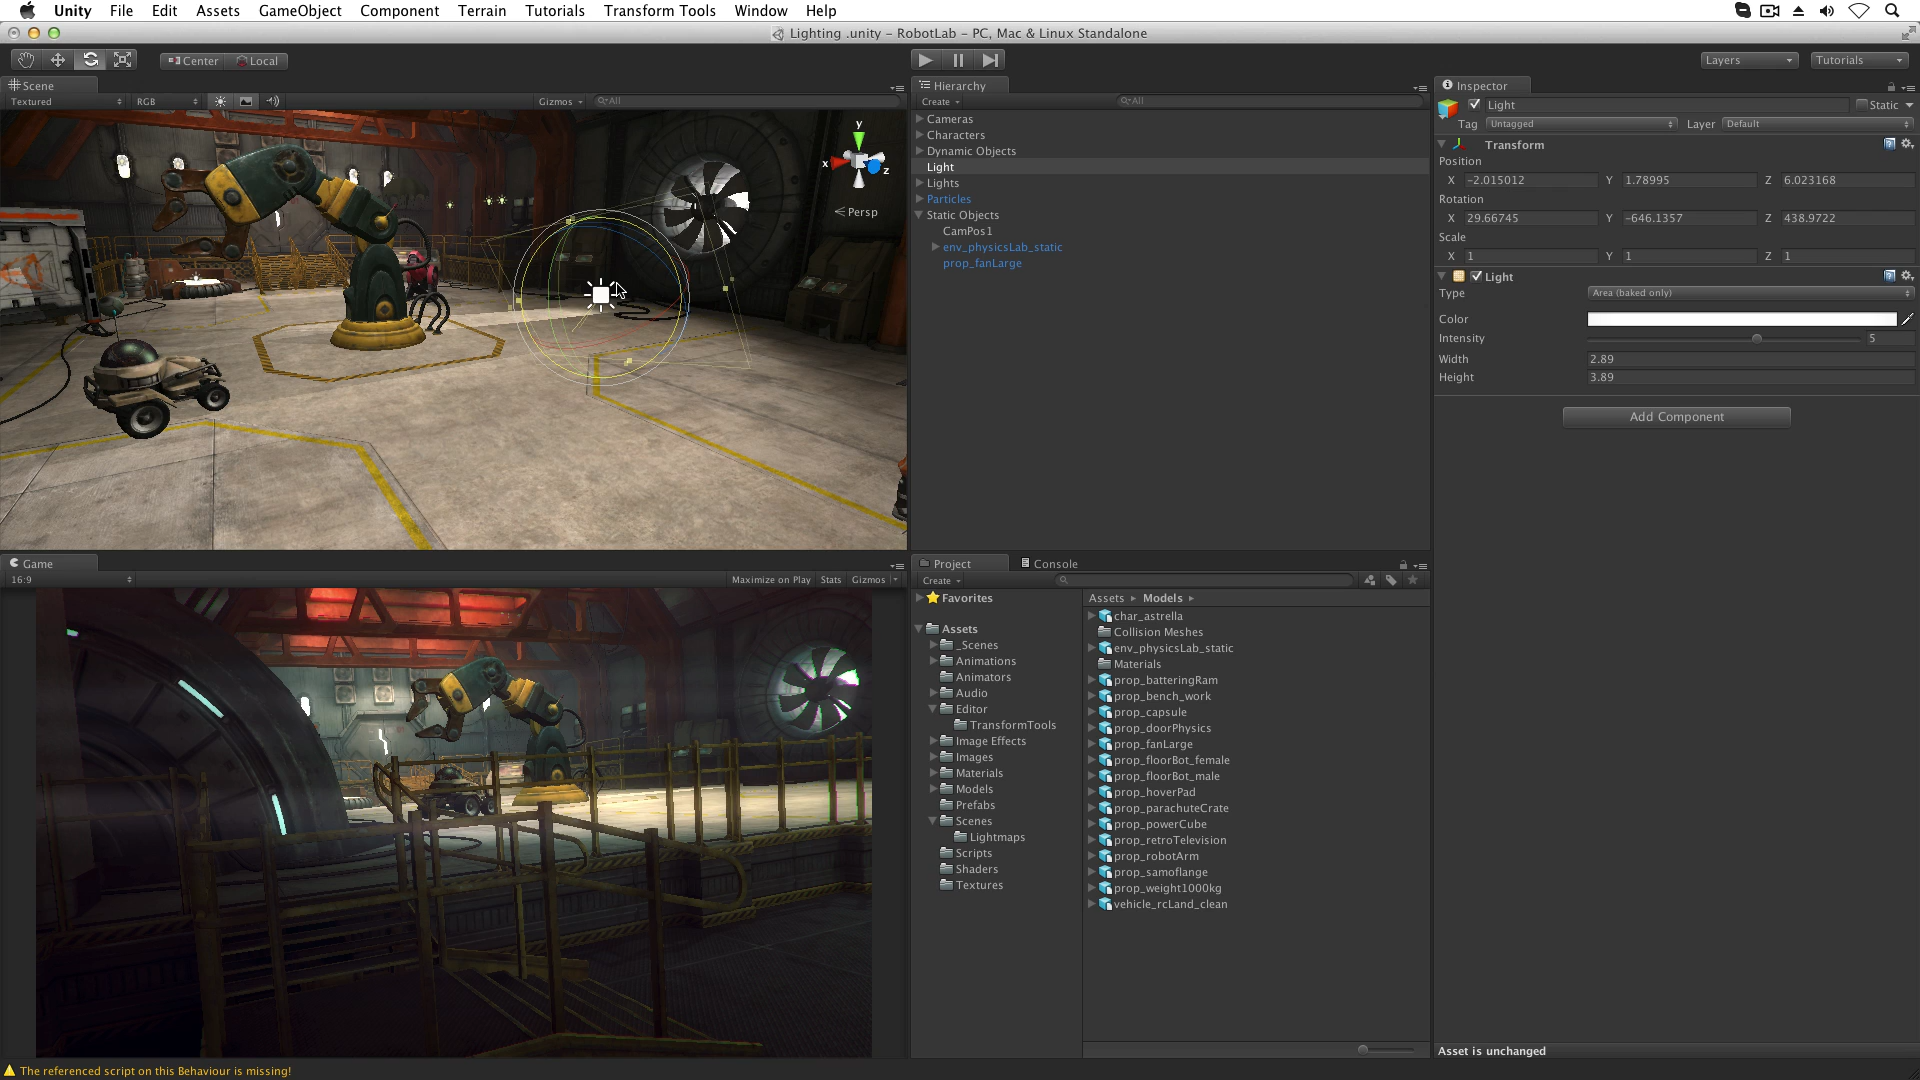 Unity File Edit Assets GameObject Component Terrain Tutorials Transform Tools Window Help
Lighting .unity – RobotLab – PC, Mac & Linux Standalone
Center Local
Layers Tutorials
Scene
Textured RGB Gizmos All
y
x
z
Persp
Hierarchy
Create All
Cameras
Characters
Dynamic Objects
Light
Lights
Particles
Static Objects
CamPos1
env_physicsLab_static
prop_fanLarge
Inspector
Light Static
Tag Untagged Layer Default
Transform
Position
X -2.015012 Y 1.78995 Z 6.023168
Rotation
X 29.66745 Y -646.1357 Z 438.9722
Scale
X 1 Y 1 Z 1
Light
Type Area (baked only)
Color
Intensity 5
Width 2.89
Height 3.89
Add Component
Game
16:9 Maximize on Play Stats Gizmos
Project Console
Create
Favorites
Assets
_Scenes
Animations
Animators
Audio
Editor
TransformTools
Image Effects
Images
Materials
Models
Prefabs
Scenes
Lightmaps
Scripts
Shaders
Textures
Assets Models
char_astrella
Collision Meshes
env_physicsLab_static
Materials
prop_batteringRam
prop_bench_work
prop_capsule
prop_doorPhysics
prop_fanLarge
prop_floorBot_female
prop_floorBot_male
prop_hoverPad
prop_parachuteCrate
prop_powerCube
prop_retroTelevision
prop_robotArm
prop_samoflange
prop_weight1000kg
vehicle_rcLand_clean
Asset is unchanged
The referenced script on this Behaviour is missing!